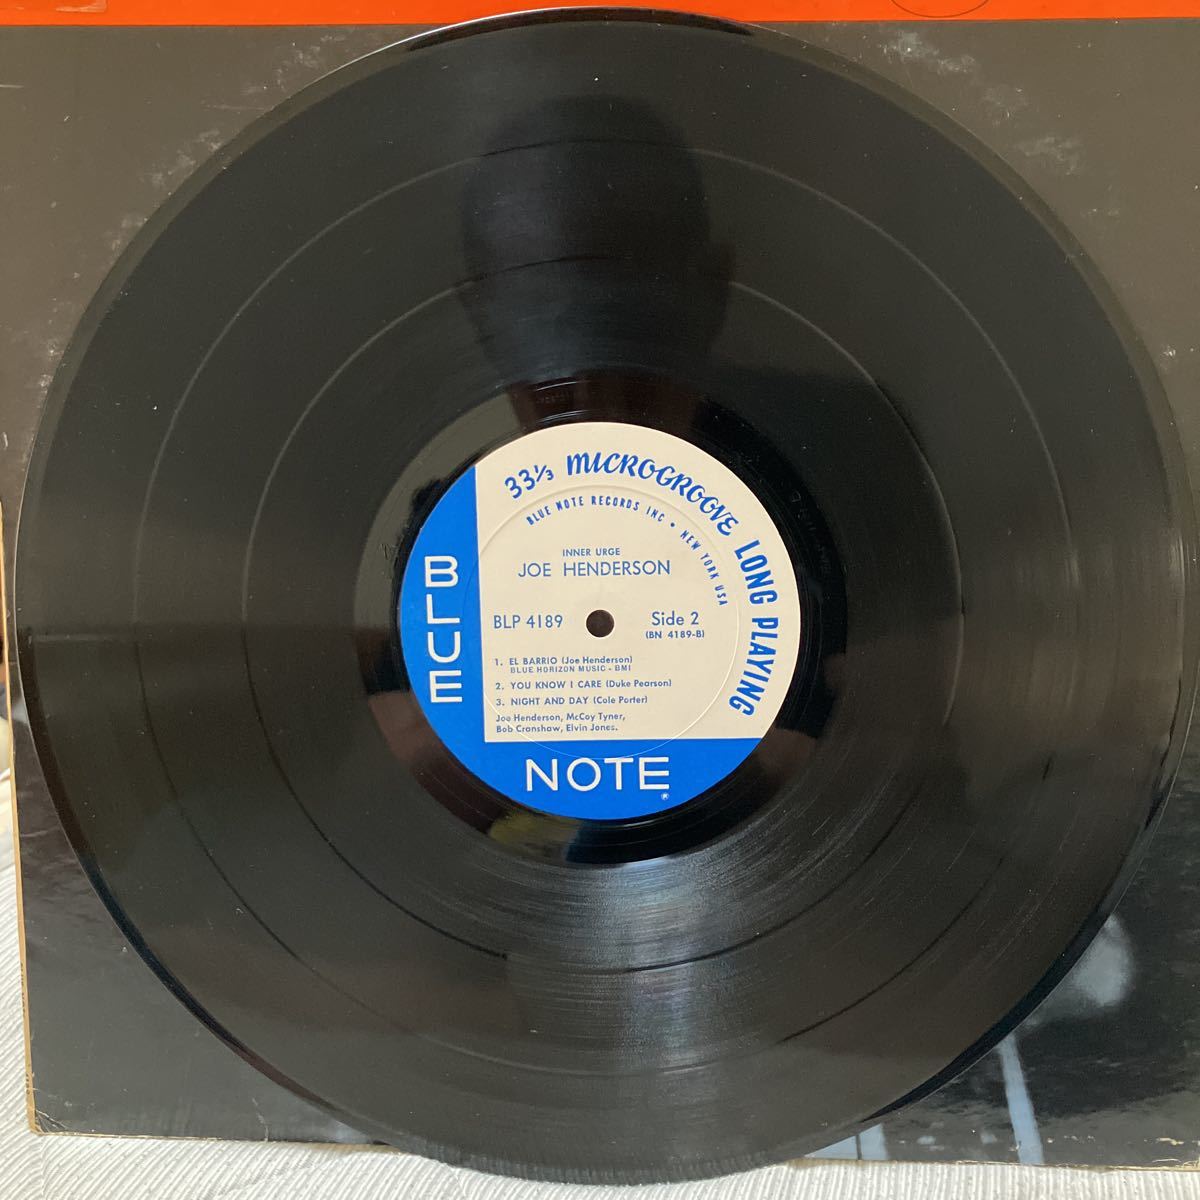 33⅓ MICROGROOVE LONG PLAYING
BLUE NOTE RECORDS INC • NEW YORK USA
INNER URGE
JOE HENDERSON
BLP 4189
Side 2
(BN 4189-B)
1. EL BARRIO (Joe Henderson)
BLUE HORIZON MUSIC - BMI
2. YOU KNOW I CARE (Duke Pearson)
3. NIGHT AND DAY (Cole Porter)
Joe Henderson, McCoy Tyner,
Bob Cranshaw, Elvin Jones.
BLUE
NOTE
®